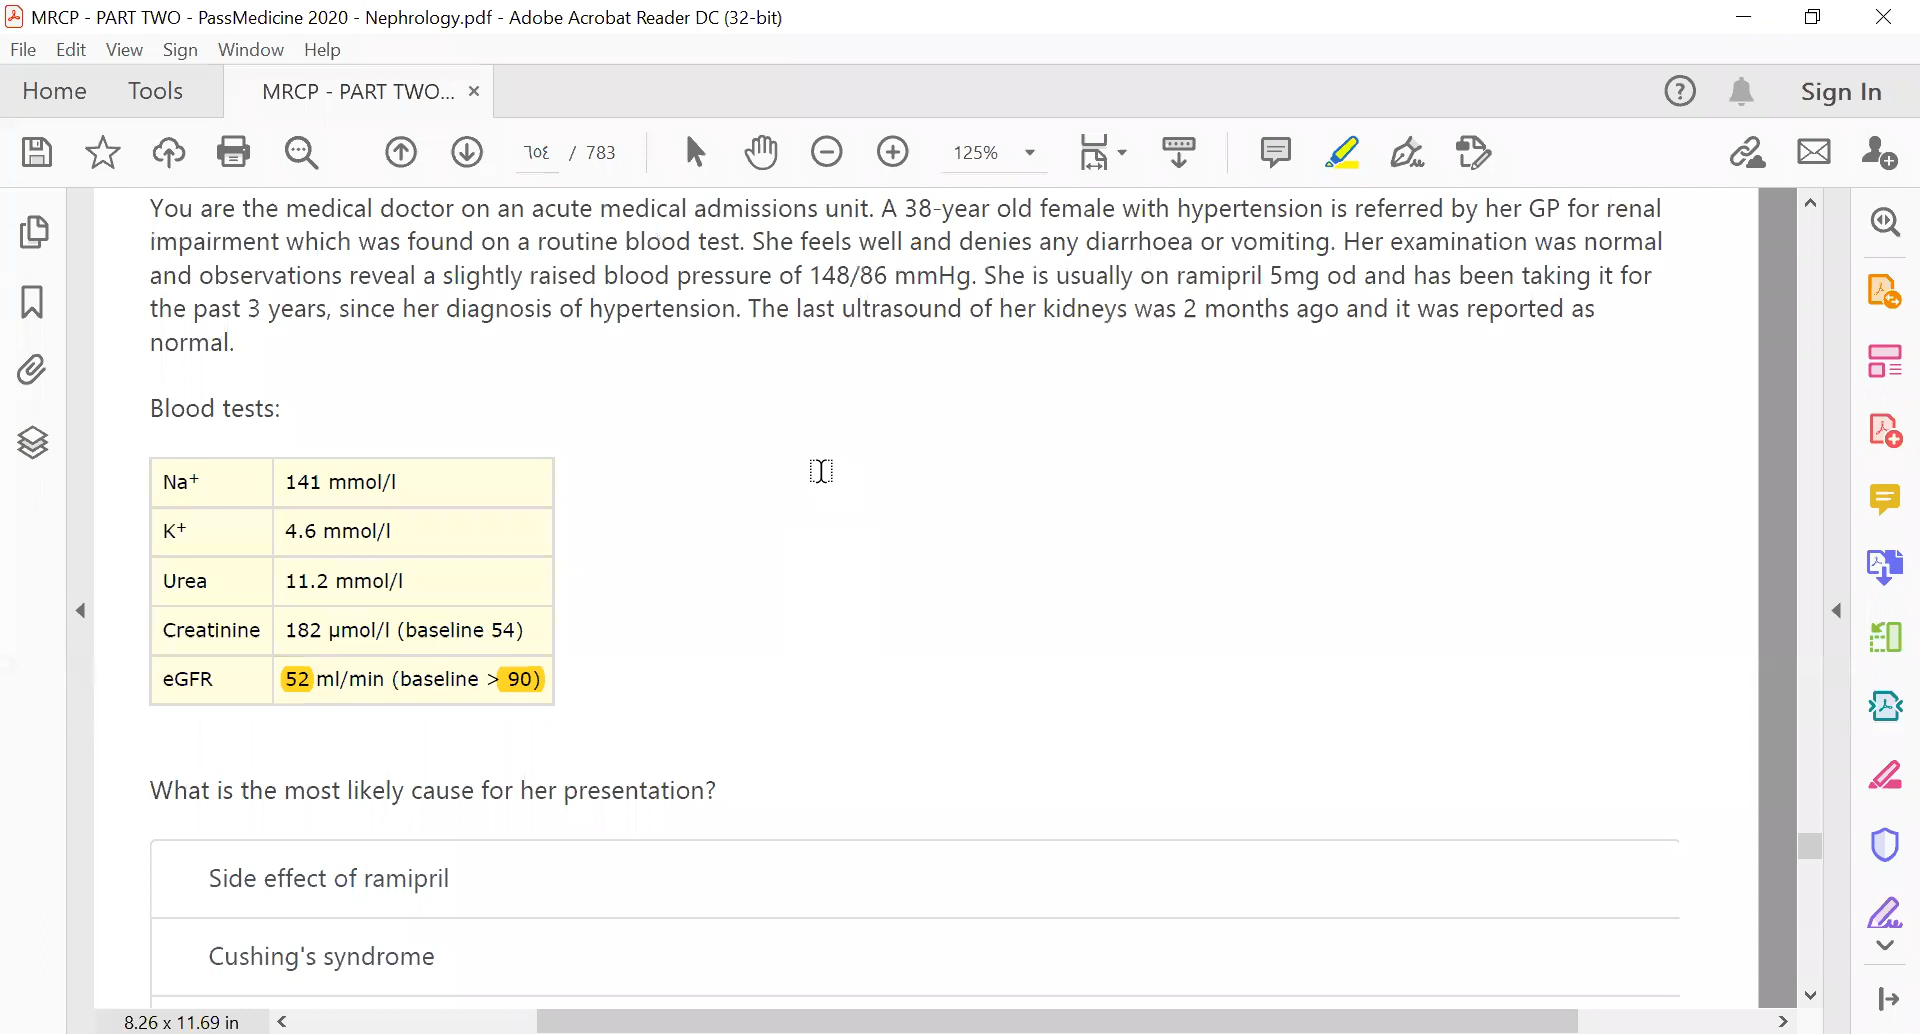 MRCP - PART TWO - PassMedicine 2020 - Nephrology.pdf - Adobe Acrobat Reader DC (32-bit)
File Edit View Sign Window Help
Home Tools MRCP - PART TWO... × Sign In
٦٥٤ / 783 125%
You are the medical doctor on an acute medical admissions unit. A 38-year old female with hypertension is referred by her GP for renal
impairment which was found on a routine blood test. She feels well and denies any diarrhoea or vomiting. Her examination was normal
and observations reveal a slightly raised blood pressure of 148/86 mmHg. She is usually on ramipril 5mg od and has been taking it for
the past 3 years, since her diagnosis of hypertension. The last ultrasound of her kidneys was 2 months ago and it was reported as
normal.
Blood tests:
Na⁺ 141 mmol/l
K⁺ 4.6 mmol/l
Urea 11.2 mmol/l
Creatinine 182 µmol/l (baseline 54)
eGFR 52 ml/min (baseline > 90)
What is the most likely cause for her presentation?
Side effect of ramipril
Cushing's syndrome
8.26 x 11.69 in